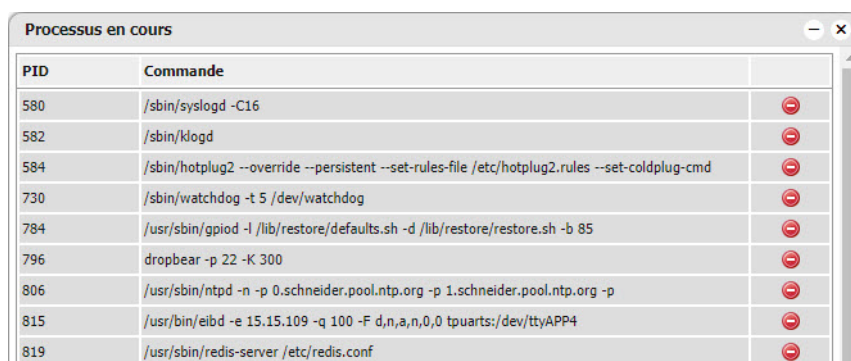 Processus en cours
PID Commande
580 /sbin/syslogd -C16
582 /sbin/klogd
584 /sbin/hotplug2 --override --persistent --set-rules-file /etc/hotplug2.rules --set-coldplug-cmd
730 /sbin/watchdog -t 5 /dev/watchdog
784 /usr/sbin/gpiod -l /lib/restore/defaults.sh -d /lib/restore/restore.sh -b 85
796 dropbear -p 22 -K 300
806 /usr/sbin/ntpd -n -p 0.schneider.pool.ntp.org -p 1.schneider.pool.ntp.org -p
815 /usr/bin/eibd -e 15.15.109 -q 100 -F d,n,a,n,0,0 tpuarts:/dev/ttyAPP4
819 /usr/sbin/redis-server /etc/redis.conf